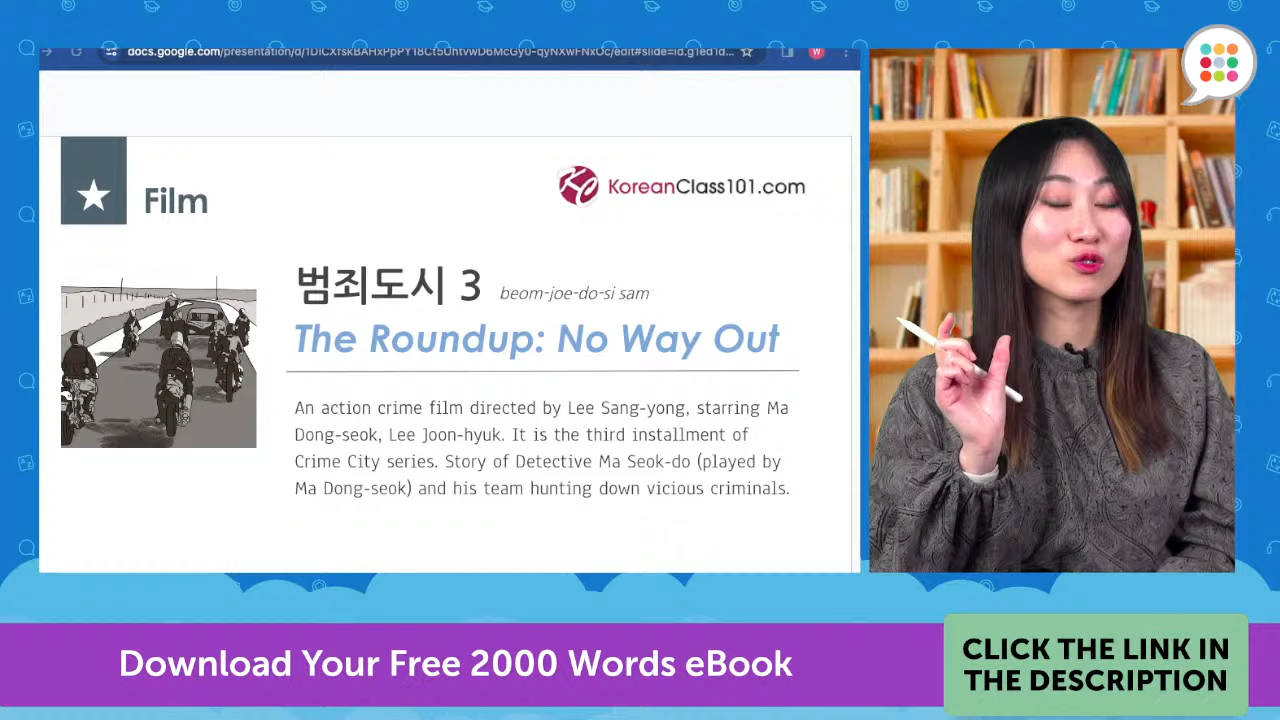 Film
KoreanClass101.com
범죄도시 3 beom-joe-do-si sam
The Roundup: No Way Out
An action crime film directed by Lee Sang-yong, starring Ma
Dong-seok, Lee Joon-hyuk. It is the third installment of
Crime City series. Story of Detective Ma Seok-do (played by
Ma Dong-seok) and his team hunting down vicious criminals.
Download Your Free 2000 Words eBook
CLICK THE LINK IN
THE DESCRIPTION